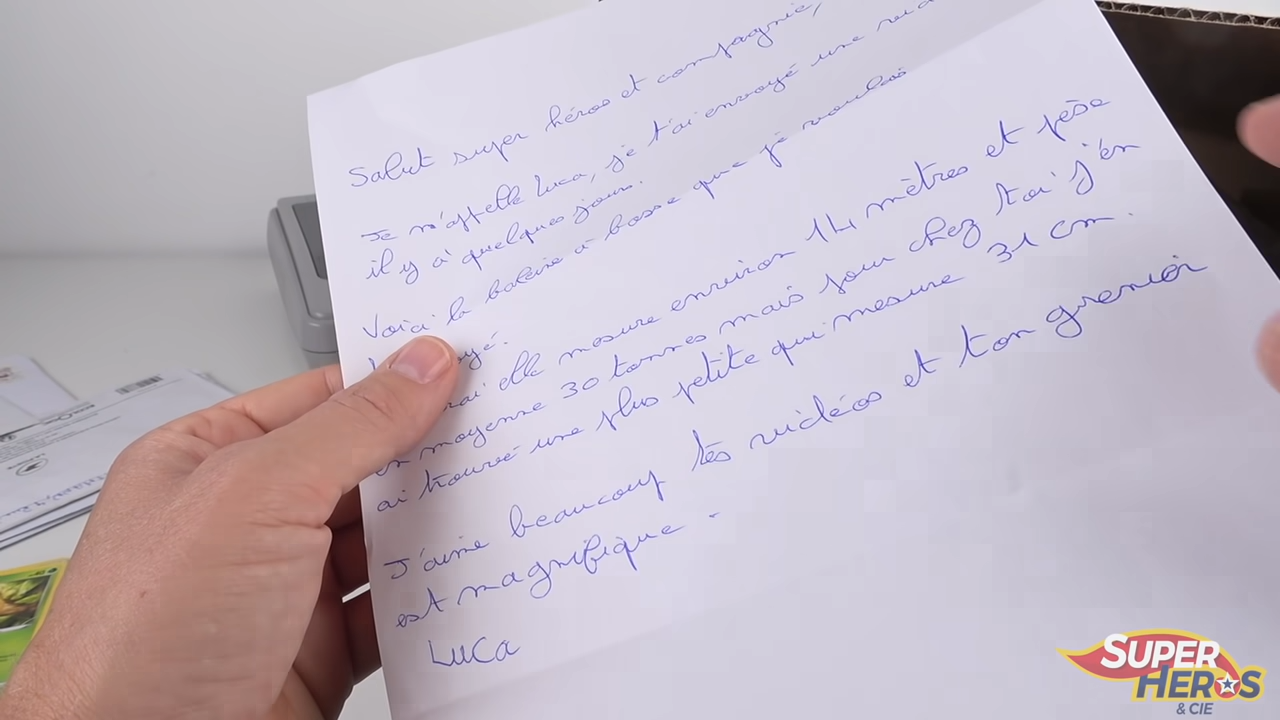 Salut super héros et compagnie,
Je m'appelle Luca, je t'ai envoyé une
il y a quelques jours.
Voici la baleine à bosse que je voulais
elle mesure environ 14 mètres et pèse
en moyenne 30 tonnes mais pour chez toi j'en
ai trouvé une plus petite qui mesure 31 cm.
J'aime beaucoup tes vidéos et ton grenier
est magnifique.
Luca
SUPER
HEROS
& CIE